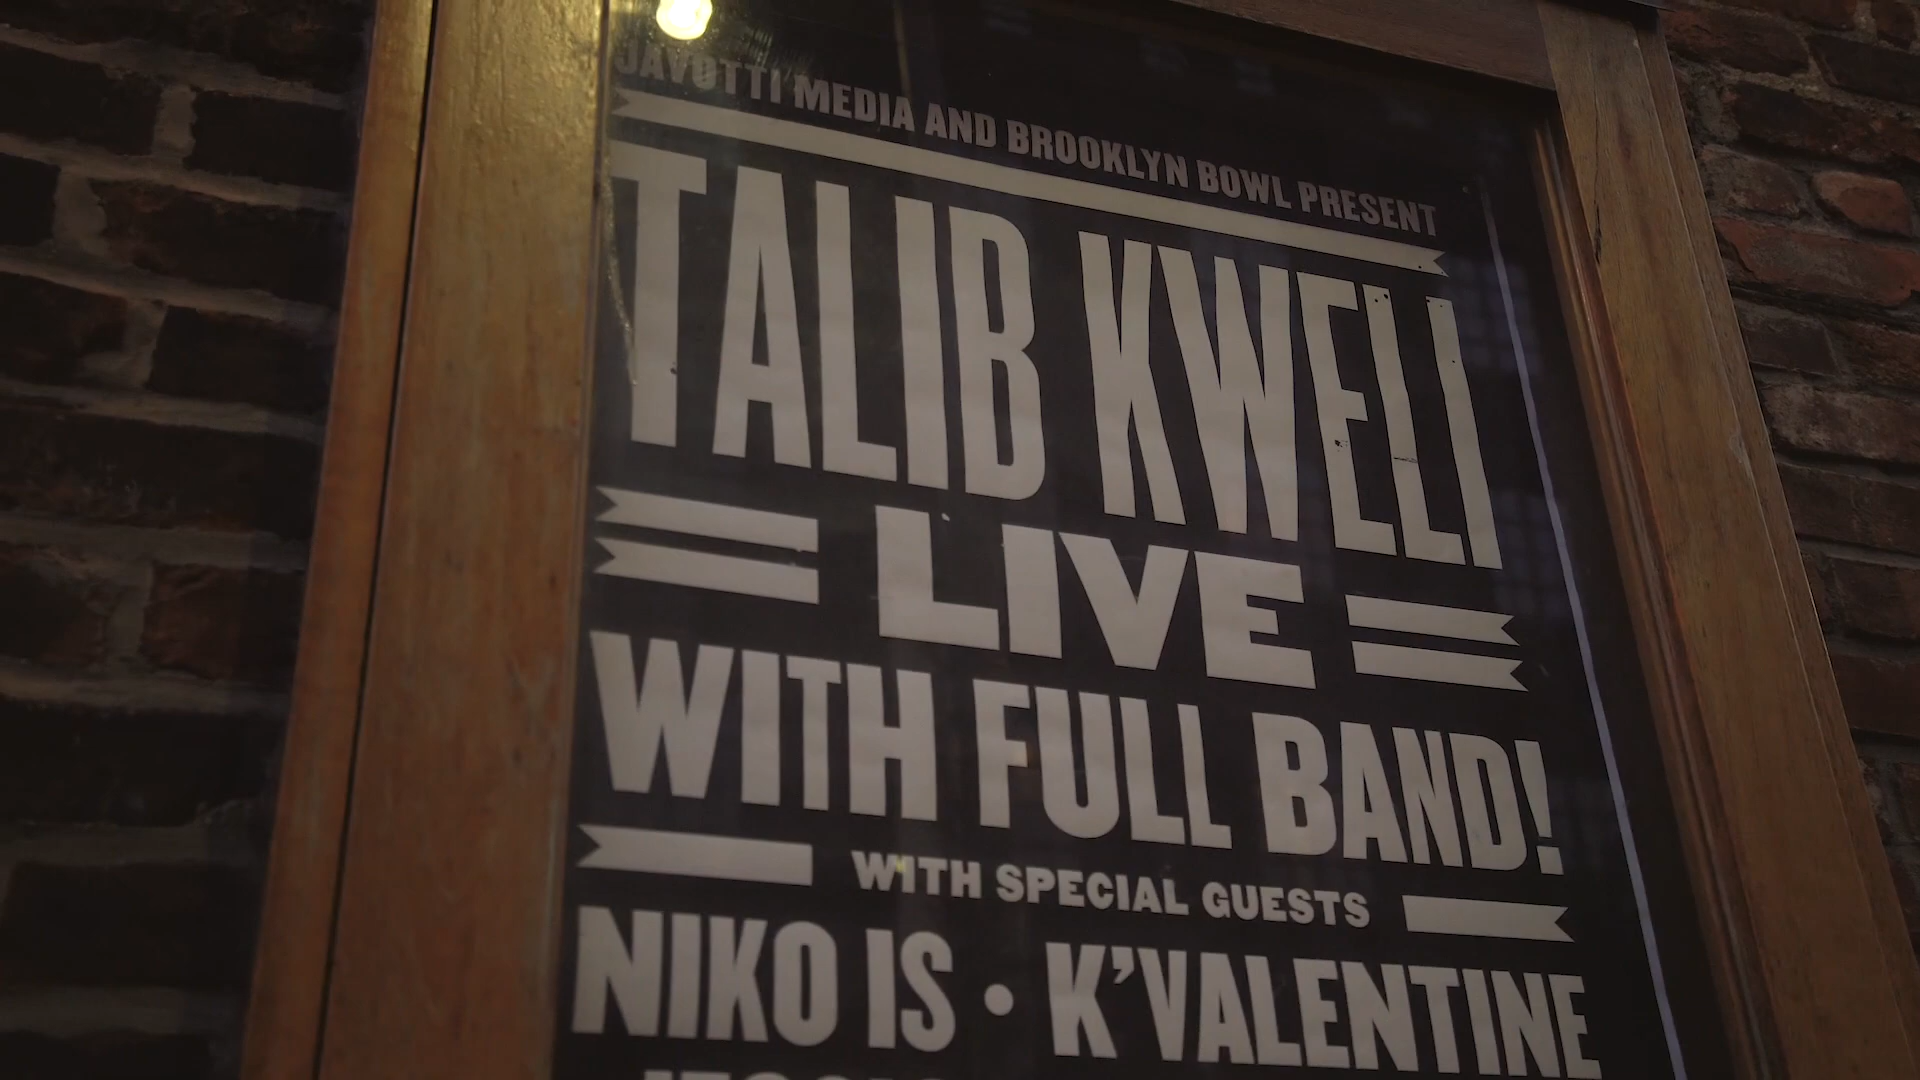 JAVOTTI MEDIA AND BROOKLYN BOWL PRESENT
TALIB KWELI
LIVE
WITH FULL BAND!
WITH SPECIAL GUESTS
NIKO IS • K'VALENTINE